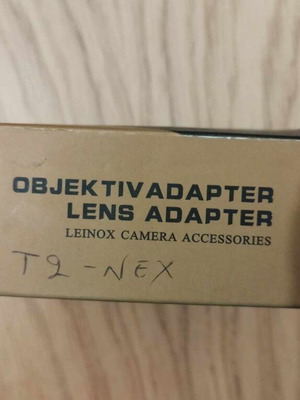 OBJEKTIVADAPTER
LENS ADAPTER
LEINOX CAMERA ACCESSORIES
T2-NEX